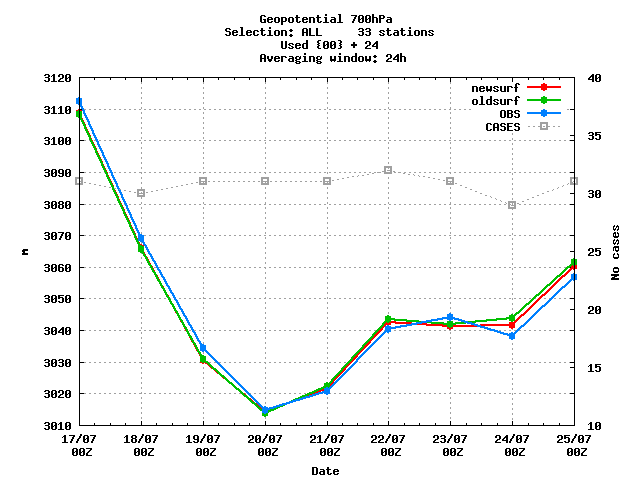 Geopotential 700hPa
Selection: ALL     33 stations
Used {00} + 24
Averaging window: 24h
3120
3110
3100
3090
3080
3070
3060
3050
3040
3030
3020
3010
m
40
35
30
25
20
15
10
No cases
newsurf
oldsurf
OBS
CASES
17/07 18/07 19/07 20/07 21/07 22/07 23/07 24/07 25/07
00Z 00Z 00Z 00Z 00Z 00Z 00Z 00Z 00Z
Date